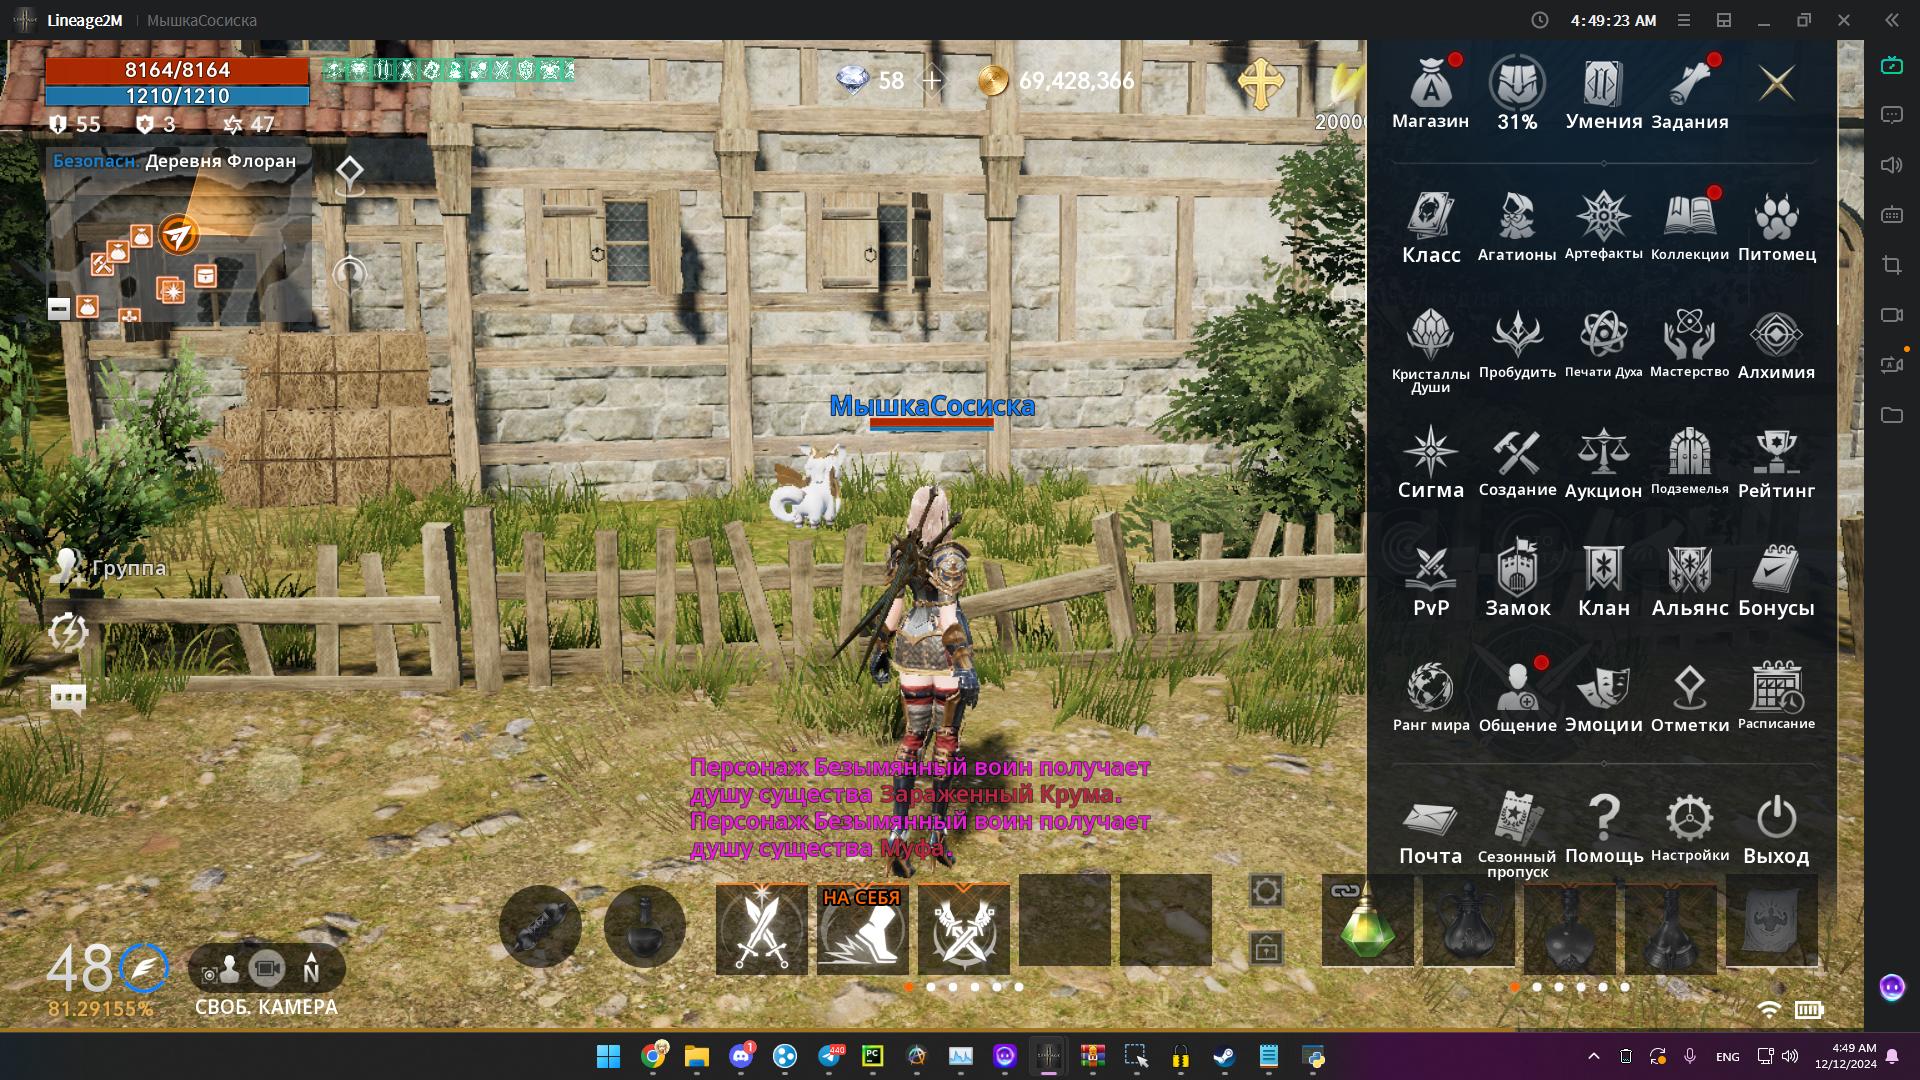 Lineage2M | МышкаСосиска
4:49:23 AM
8164/8164
1210/1210
55 3 47
58
69,428,366
Безопасн. Деревня Флоран
Магазин 31% Умения Задания
Класс Агатионы Артефакты Коллекции Питомец
Кристаллы Души Пробудить Печати Духа Мастерство Алхимия
Сигма Создание Аукцион Подземелья Рейтинг
PvP Замок Клан Альянс Бонусы
Ранг мира Общение Эмоции Отметки Расписание
Почта Сезонный пропуск Помощь Настройки Выход
МышкаСосиска
Группа
Персонаж Безымянный воин получает
душу существа Зараженный Крума.
Персонаж Безымянный воин получает
душу существа Муфа.
НА СЕБЯ
48
81.29155%
N
СВОБ. КАМЕРА
ENG
4:49 AM
12/12/2024